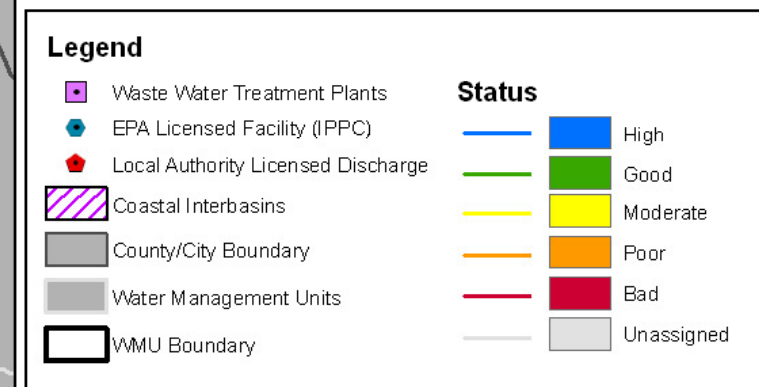 Legend
Waste Water Treatment Plants
EPA Licensed Facility (IPPC)
Local Authority Licensed Discharge
Coastal Interbasins
County/City Boundary
Water Management Units
WMU Boundary
Status
High
Good
Moderate
Poor
Bad
Unassigned